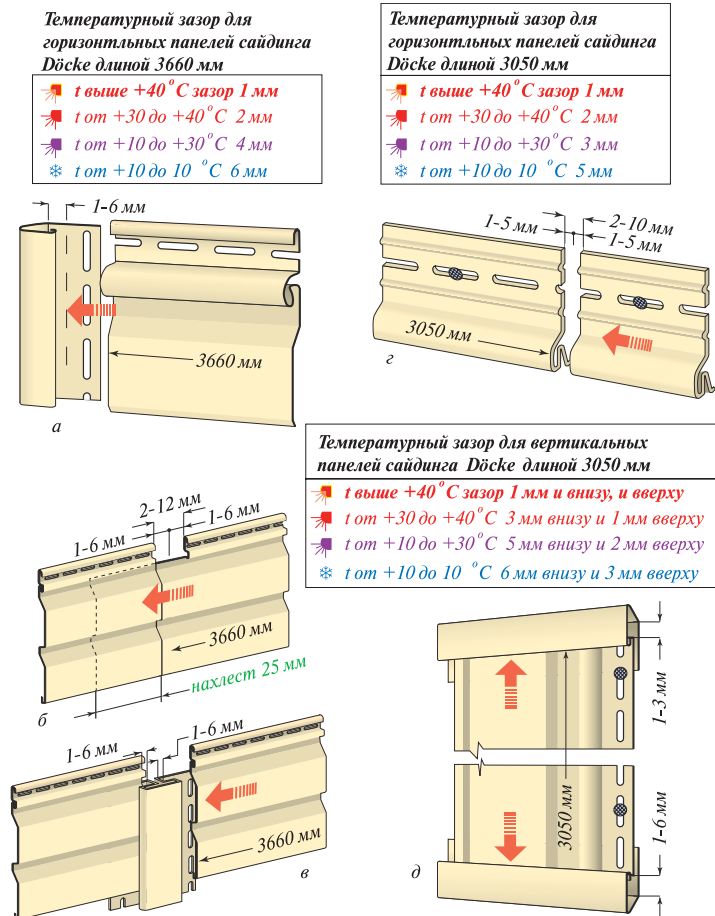 Температурный зазор для
горизонтльных панелей сайдинга
Döcke длиной 3660 мм
t выше +40°C зазор 1 мм
t от +30 до +40°C 2 мм
t от +10 до +30°C 4 мм
t от +10 до 10 °C 6 мм
Температурный зазор для
горизонтльных панелей сайдинга
Döcke длиной 3050 мм
t выше +40°C зазор 1 мм
t от +30 до +40°C 2 мм
t от +10 до +30°C 3 мм
t от +10 до 10 °C 5 мм
1-6 мм
3660 мм
а
1-5 мм
2-10 мм
1-5 мм
3050 мм
г
Температурный зазор для вертикальных
панелей сайдинга Döcke длиной 3050 мм
t выше +40°C зазор 1 мм и внизу, и вверху
t от +30 до +40°C 3 мм внизу и 1 мм вверху
t от +10 до +30°C 5 мм внизу и 2 мм вверху
t от +10 до 10 °C 6 мм внизу и 3 мм вверху
2-12 мм
1-6 мм
1-6 мм
3660 мм
нахлест 25 мм
б
1-6 мм
1-6 мм
3660 мм
в
1-3 мм
3050 мм
1-6 мм
д